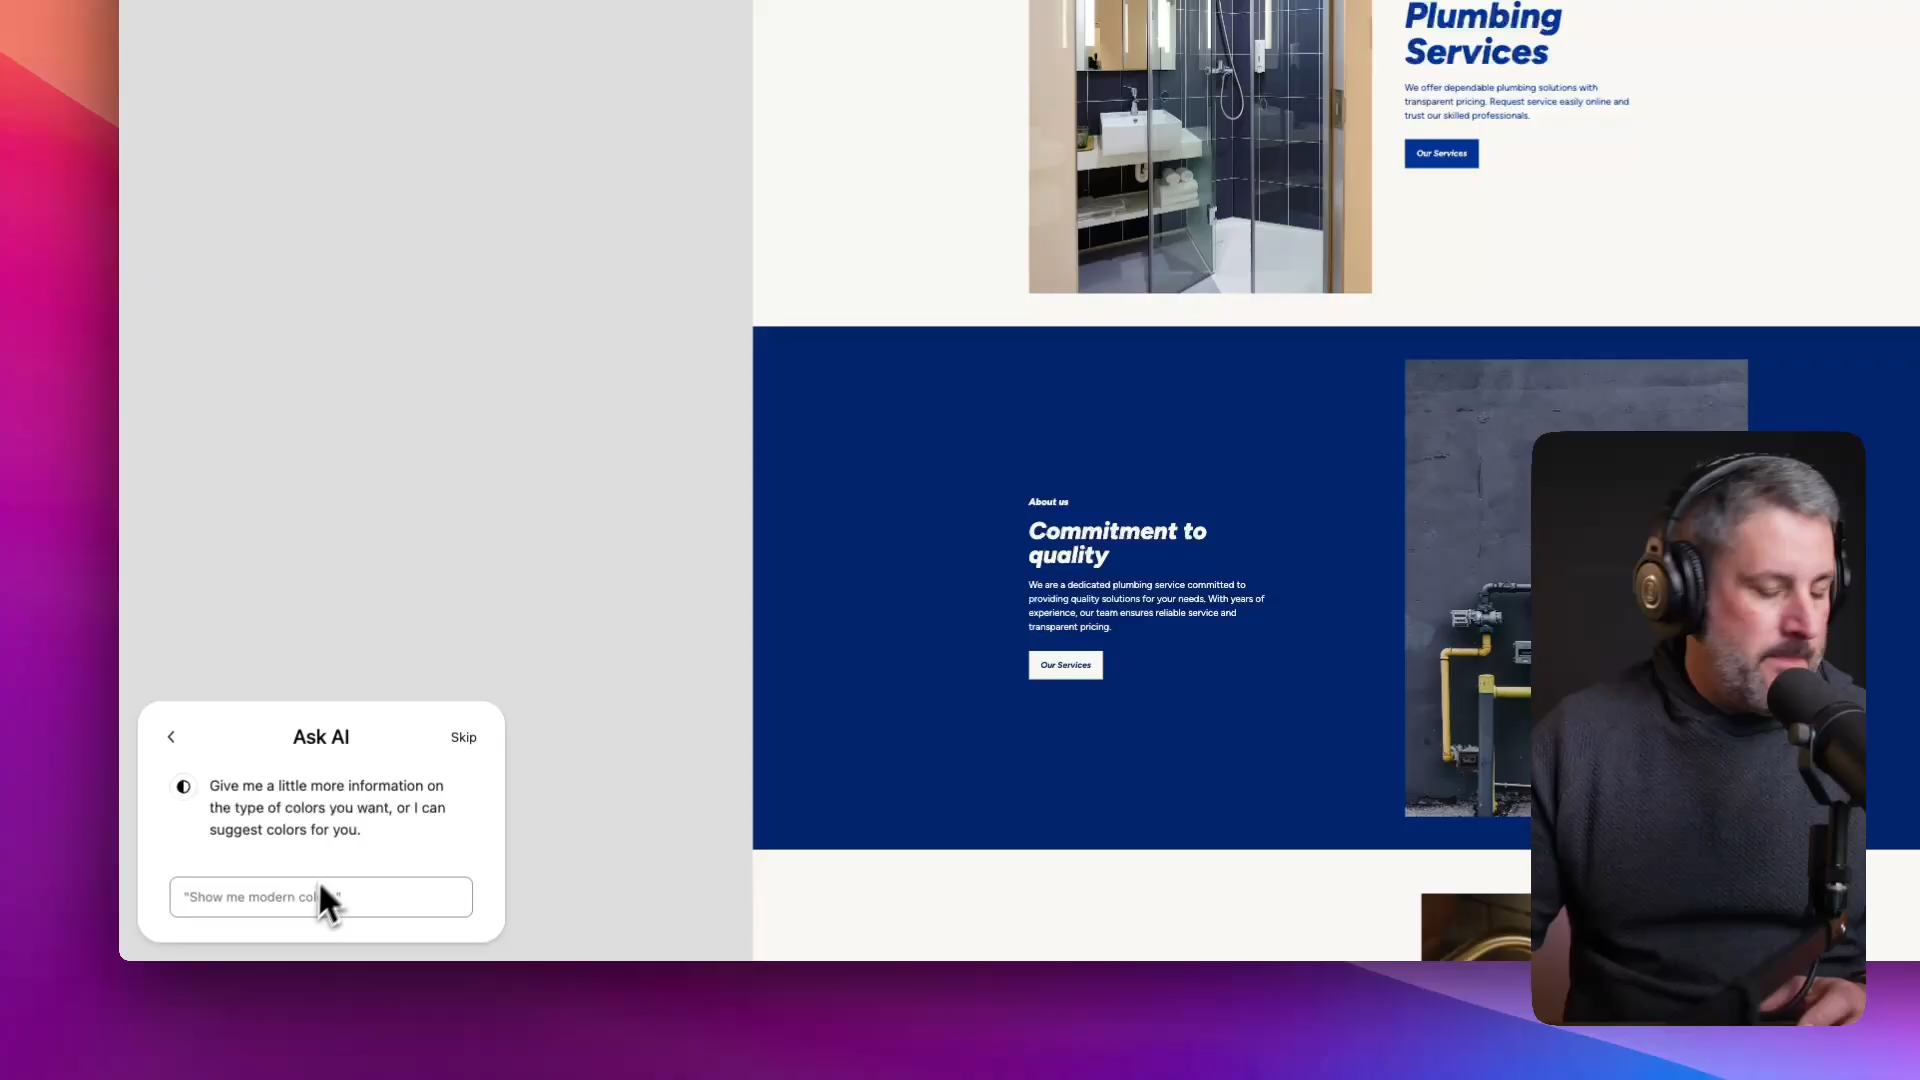 Plumbing
Services
We offer dependable plumbing solutions with
transparent pricing. Request service easily online and
trust our skilled professionals.
Our Services
About us
Commitment to
quality
We are a dedicated plumbing service committed to
providing quality solutions for your needs. With years of
experience, our team ensures reliable service and
transparent pricing.
Our Services
Ask AI
Skip
Give me a little more information on
the type of colors you want, or I can
suggest colors for you.
"Show me modern